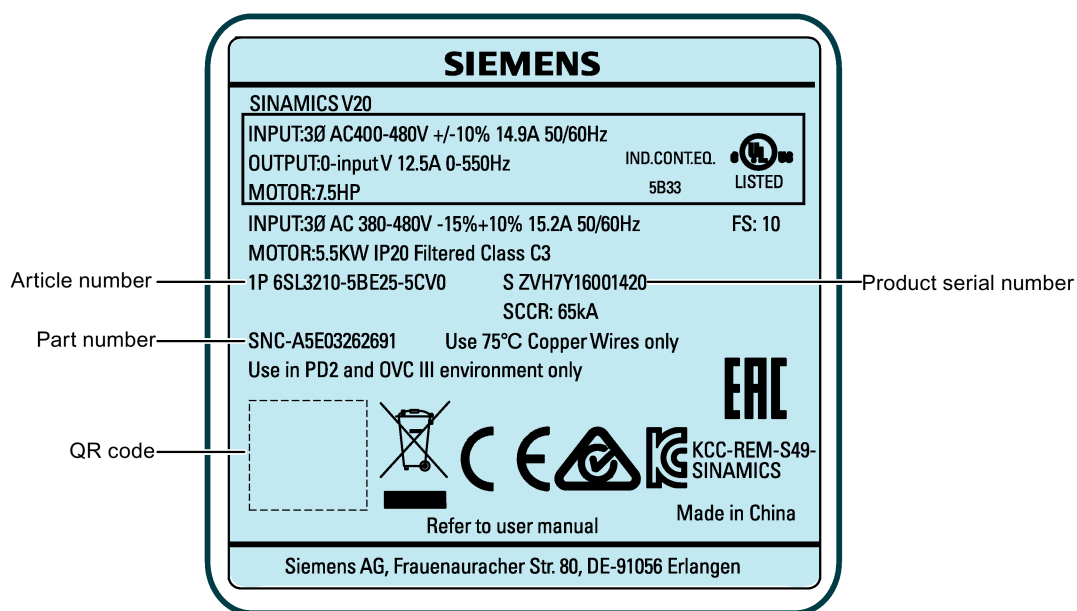 SIEMENS
SINAMICS V20
INPUT:3Ø AC400-480V +/-10% 14.9A 50/60Hz
OUTPUT:0-input V 12.5A 0-550Hz
IND.CONT.EQ.
C UL US
MOTOR:7.5HP
5B33
LISTED
INPUT:3Ø AC 380-480V -15%+10% 15.2A 50/60Hz
FS: 10
MOTOR:5.5KW IP20 Filtered Class C3
Article number
1P 6SL3210-5BE25-5CV0
S ZVH7Y16001420
Product serial number
SCCR: 65kA
Part number
SNC-A5E03262691
Use 75℃ Copper Wires only
Use in PD2 and OVC III environment only
EAC
QR code
CE
KCC-REM-S49-
SINAMICS
Made in China
Refer to user manual
Siemens AG, Frauenauracher Str. 80, DE-91056 Erlangen